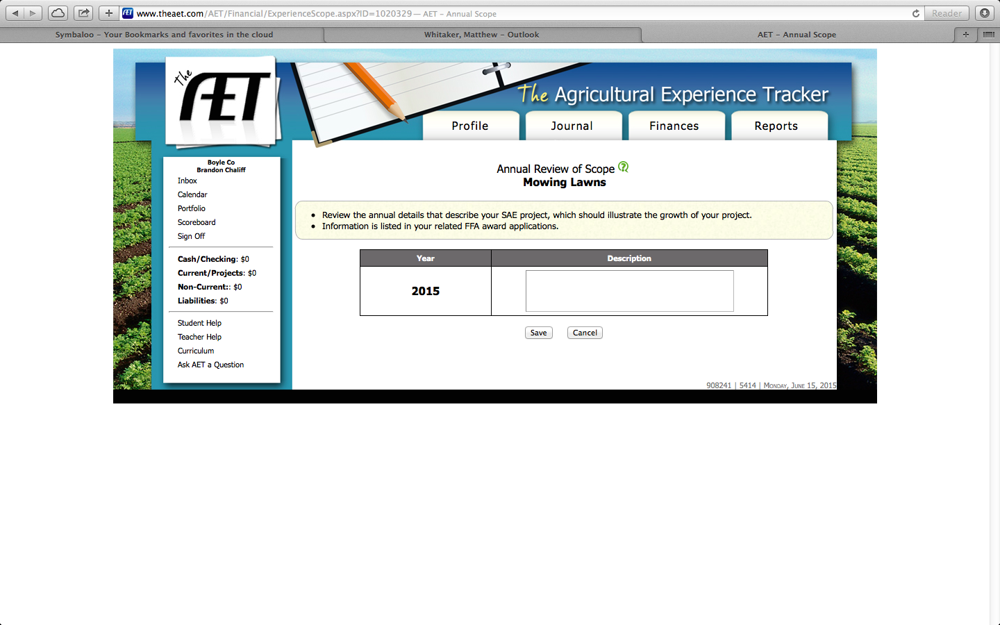 www.theaet.com/AET/Financial/ExperienceScope.aspx?ID=1020329 — AET – Annual Scope
Reader
Symbaloo – Your Bookmarks and favorites in the cloud
Whitaker, Matthew – Outlook
AET – Annual Scope
The AET
The Agricultural Experience Tracker
Profile
Journal
Finances
Reports
Boyle Co
Brandon Chaliff
Inbox
Calendar
Portfolio
Scoreboard
Sign Off
Cash/Checking: $0
Current/Projects: $0
Non-Current:: $0
Liabilities: $0
Student Help
Teacher Help
Curriculum
Ask AET a Question
Annual Review of Scope
Mowing Lawns
• Review the annual details that describe your SAE project, which should illustrate the growth of your project.
• Information is listed in your related FFA award applications.
Year Description
2015
Save Cancel
908241 | 5414 | Monday, June 15, 2015